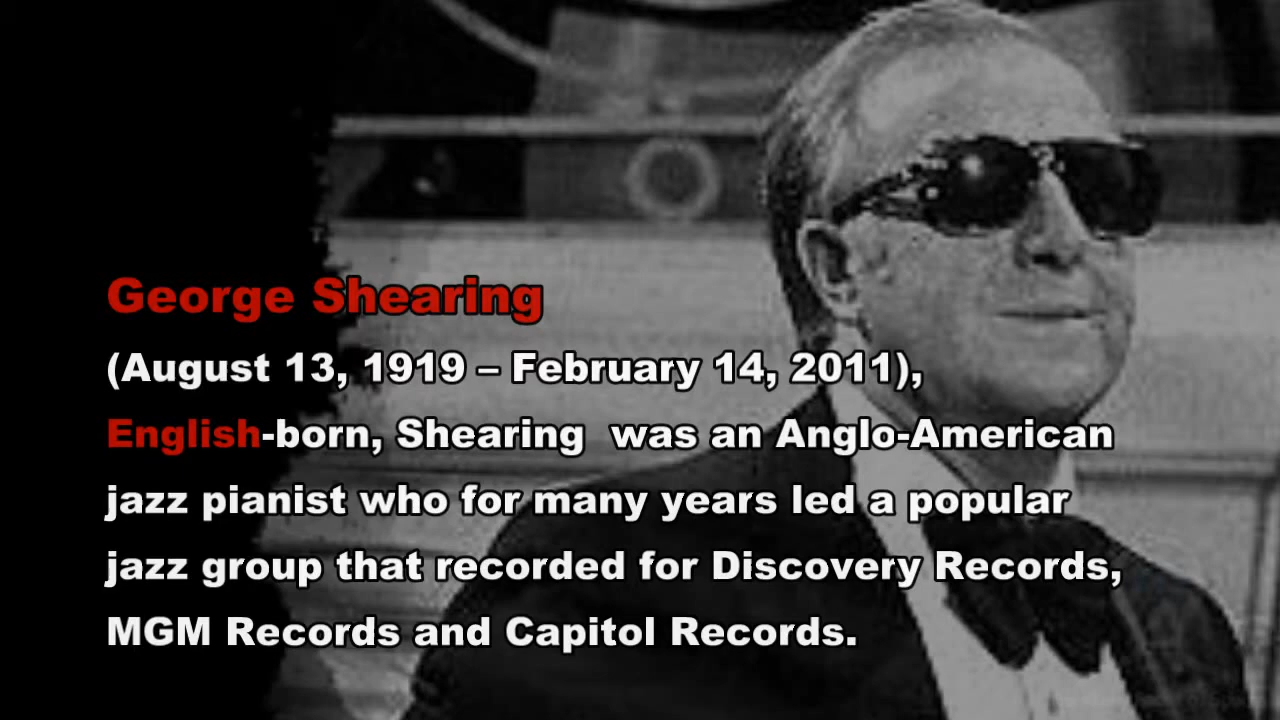 George Shearing
(August 13, 1919 – February 14, 2011),
English-born, Shearing  was an Anglo-American
jazz pianist who for many years led a popular
jazz group that recorded for Discovery Records,
MGM Records and Capitol Records.